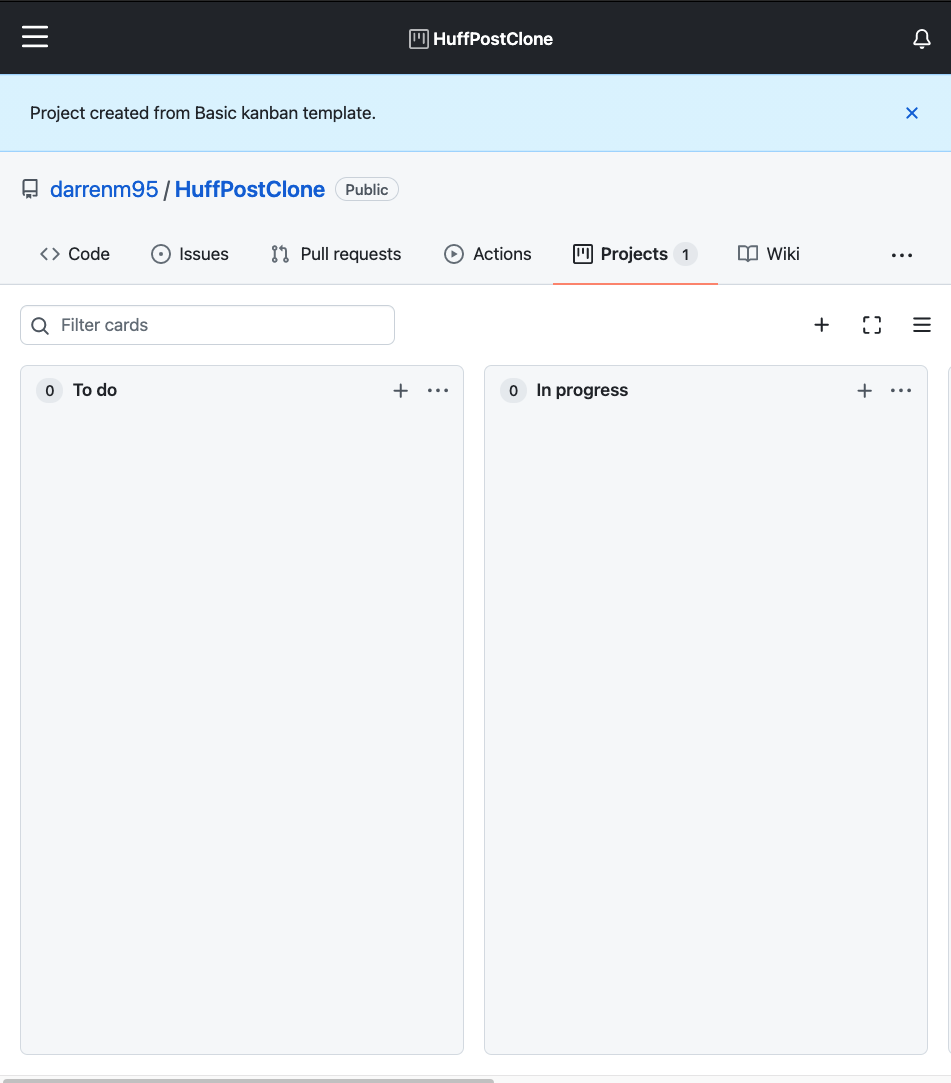 HuffPostClone
Project created from Basic kanban template.
darrenm95 / HuffPostClone Public
Code Issues Pull requests Actions Projects 1 Wiki
Filter cards
0 To do
0 In progress